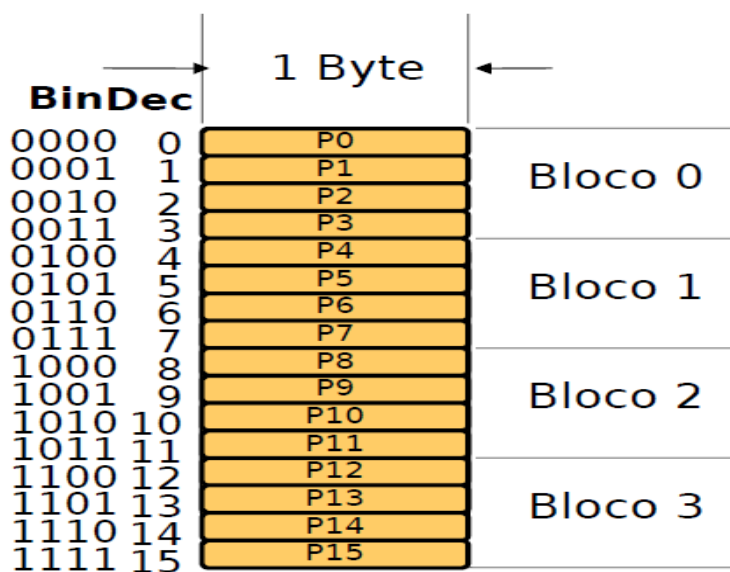 1 Byte
Bin Dec
0000 0 P0
0001 1 P1
0010 2 P2
0011 3 P3
Bloco 0
0100 4 P4
0101 5 P5
0110 6 P6
0111 7 P7
Bloco 1
1000 8 P8
1001 9 P9
1010 10 P10
1011 11 P11
Bloco 2
1100 12 P12
1101 13 P13
1110 14 P14
1111 15 P15
Bloco 3